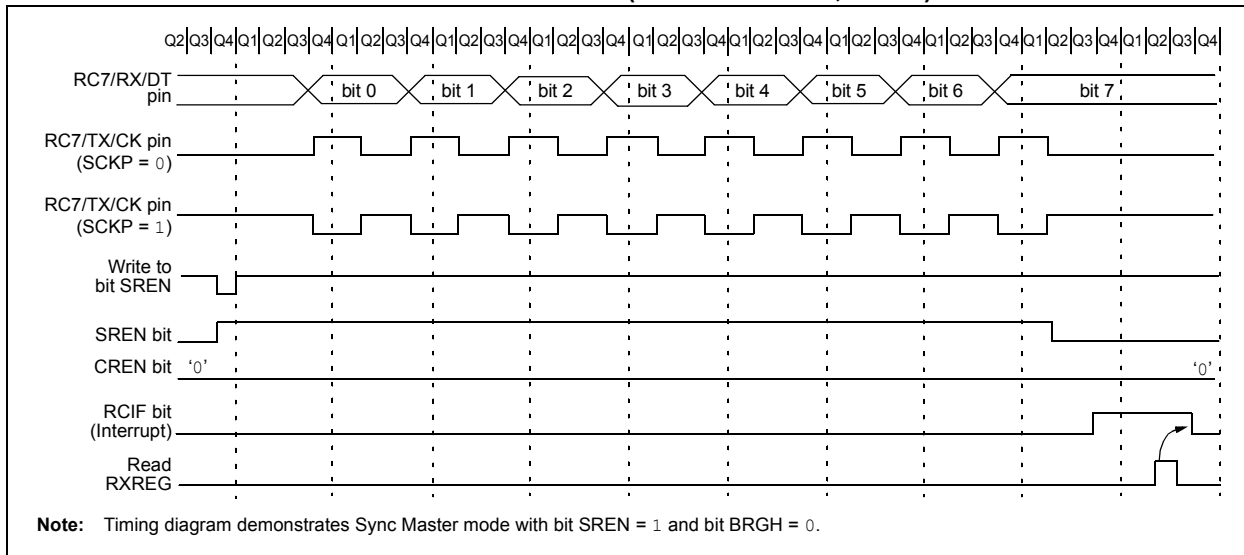 Q2 Q3 Q4 Q1 Q2 Q3 Q4 Q1 Q2 Q3 Q4 Q1 Q2 Q3 Q4 Q1 Q2 Q3 Q4 Q1 Q2 Q3 Q4 Q1 Q2 Q3 Q4 Q1 Q2 Q3 Q4 Q1 Q2 Q3 Q4 Q1 Q2 Q3 Q4 Q1 Q2 Q3 Q4
RC7/RX/DT
pin
bit 0 bit 1 bit 2 bit 3 bit 4 bit 5 bit 6 bit 7
RC7/TX/CK pin
(SCKP = 0)
RC7/TX/CK pin
(SCKP = 1)
Write to
bit SREN
SREN bit
CREN bit '0' '0'
RCIF bit
(Interrupt)
Read
RXREG
Note: Timing diagram demonstrates Sync Master mode with bit SREN = 1 and bit BRGH = 0.